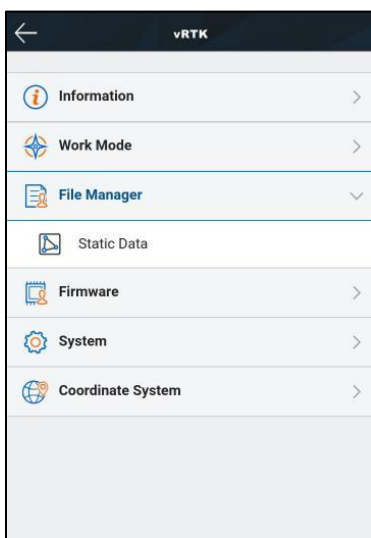 vRTK
Information
Work Mode
File Manager
Static Data
Firmware
System
Coordinate System